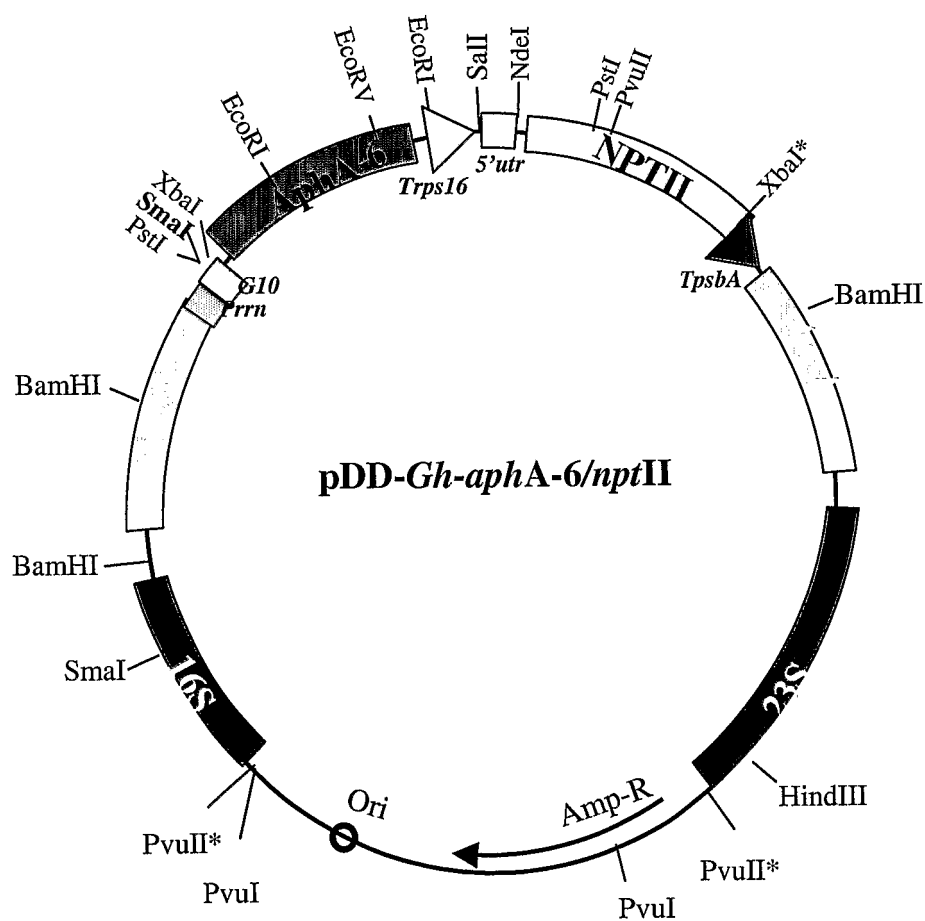 EcoRI
EcoRV
EcoRI
SalI
NdeI
PstI
PvuII
XbaI*
XbaI
SmaI
PstI
AphA-6
Trps16
5'utr
NPTII
TpsbA
G10
Prrn
BamHI
BamHI
pDD-Gh-aphA-6/nptII
BamHI
SmaI
16S
23S
HindIII
Ori
Amp-R
PvuII*
PvuI
PvuII*
PvuI